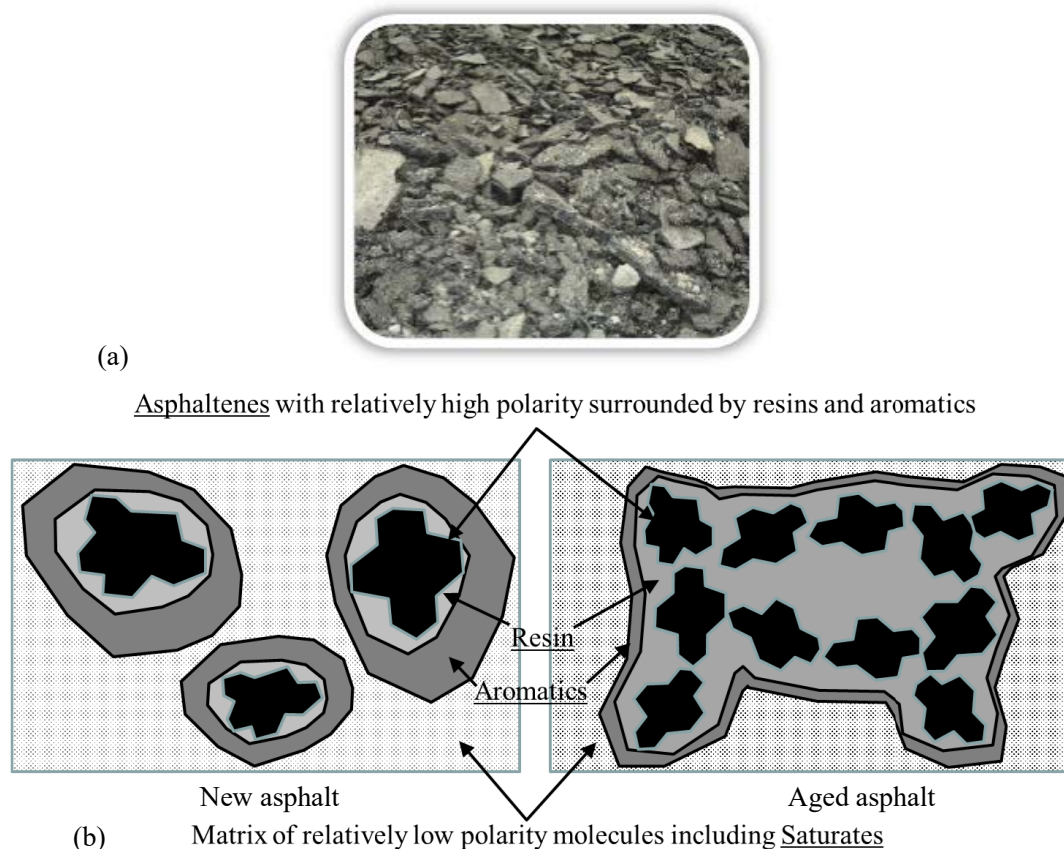 (a)
Asphaltenes with relatively high polarity surrounded by resins and aromatics
Resin
Aromatics
New asphalt
Aged asphalt
(b)
Matrix of relatively low polarity molecules including Saturates